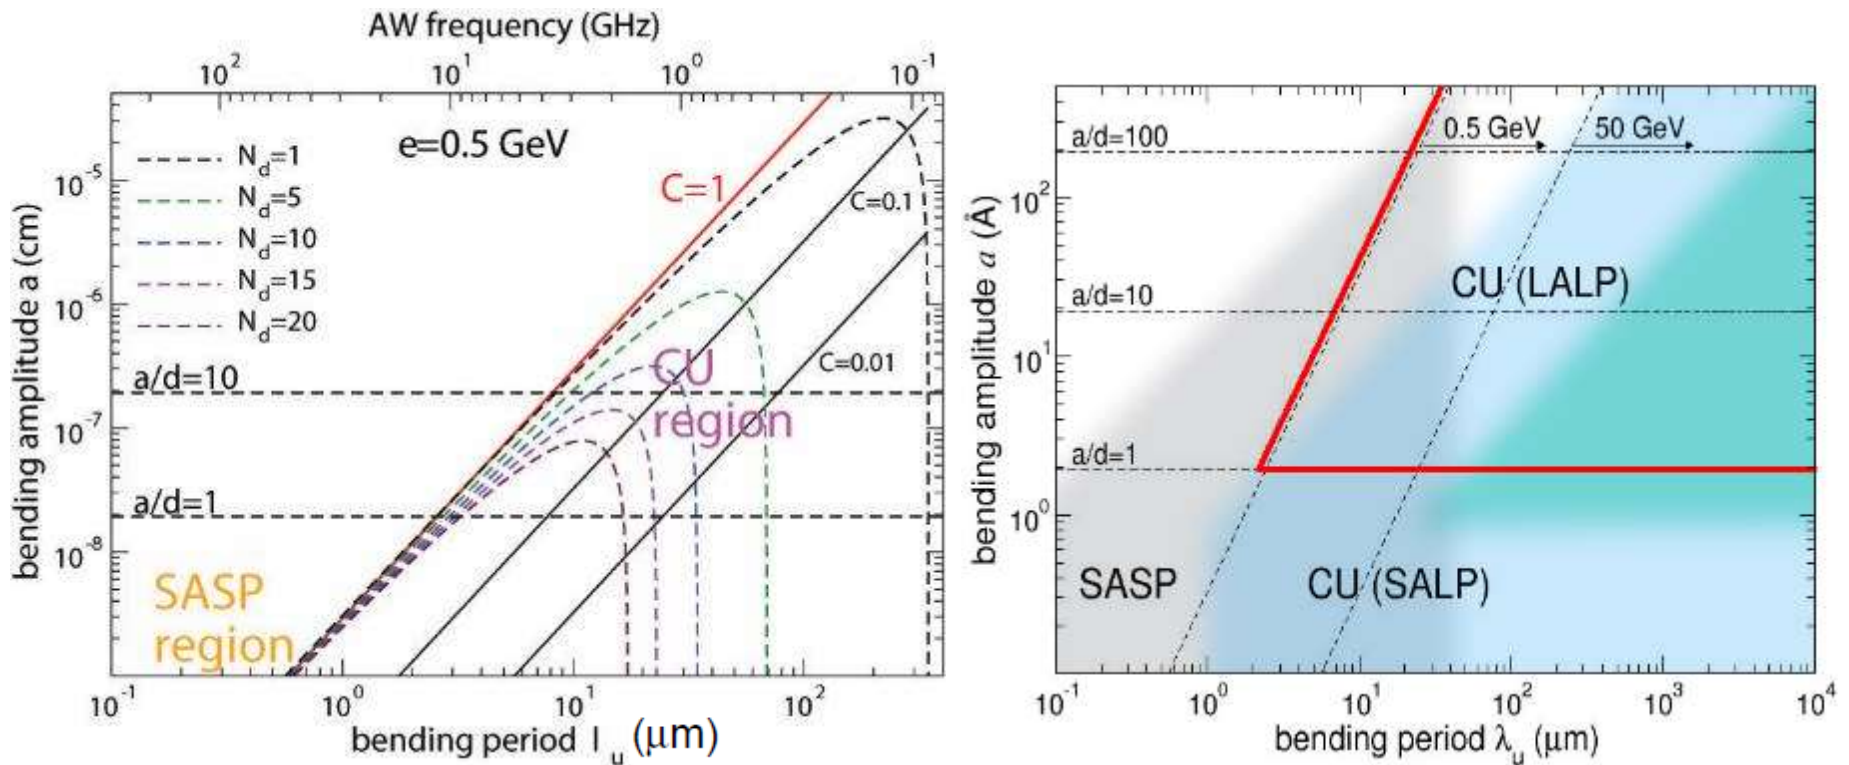 AW frequency (GHz)
10^2 10^1 10^0 10^-1
e=0.5 GeV
N_d=1
N_d=5
N_d=10
N_d=15
N_d=20
C=1
C=0.1
C=0.01
CU
region
a/d=10
a/d=1
SASP
region
10^-5
10^-6
10^-7
10^-8
bending amplitude a (cm)
10^-1 10^0 10^1 10^2
bending period l_u (μm)
a/d=100
0.5 GeV 50 GeV
a/d=10
CU (LALP)
a/d=1
SASP
CU (SALP)
10^2
10^1
10^0
bending amplitude a (Å)
10^-1 10^0 10^1 10^2 10^3 10^4
bending period λ_u (μm)